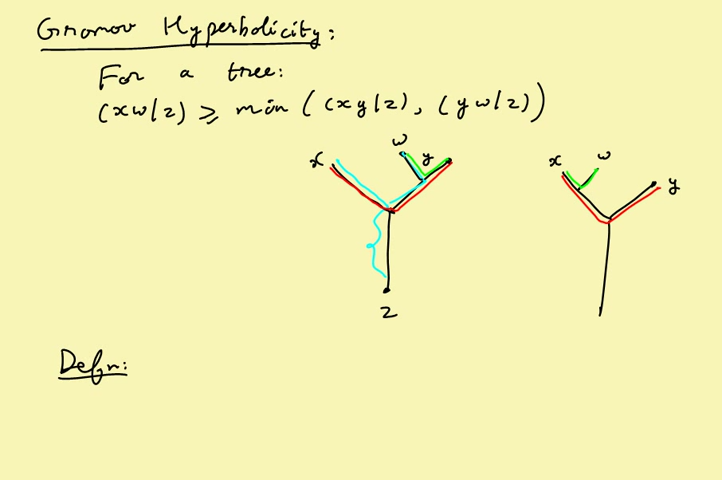 Gromov Hyperbolicity:
For a tree:
(xw|z) ≥ min ((xy|z), (yw|z))
x w y x w y
z
Defn: